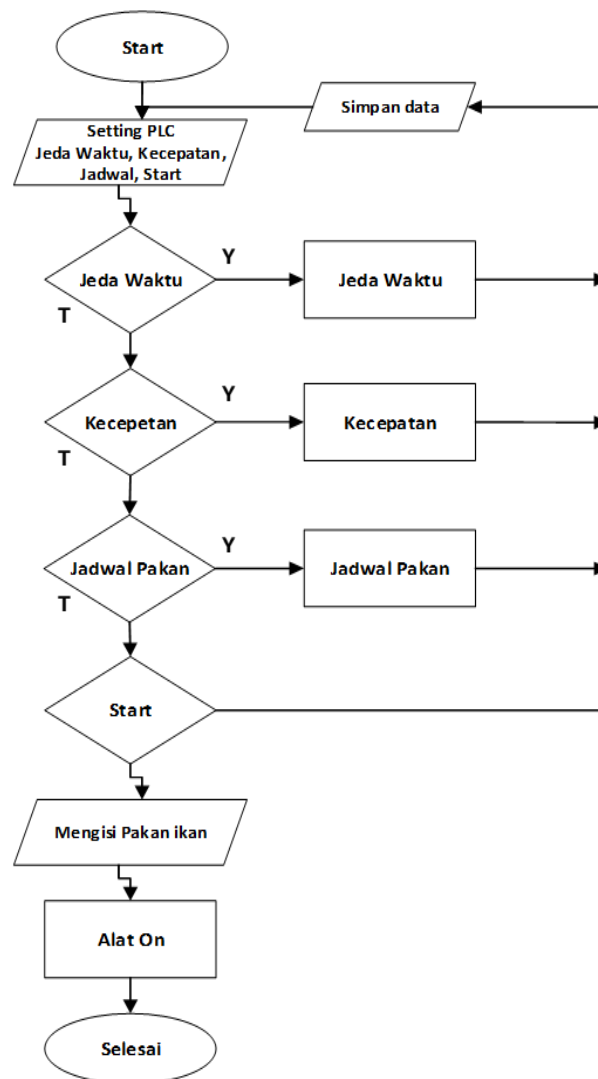 Start
Simpan data
Setting PLC
Jeda Waktu, Kecepatan,
Jadwal, Start
Jeda Waktu
Y
Jeda Waktu
T
Kecepetan
Y
Kecepatan
T
Jadwal Pakan
Y
Jadwal Pakan
T
Start
Mengisi Pakan ikan
Alat On
Selesai